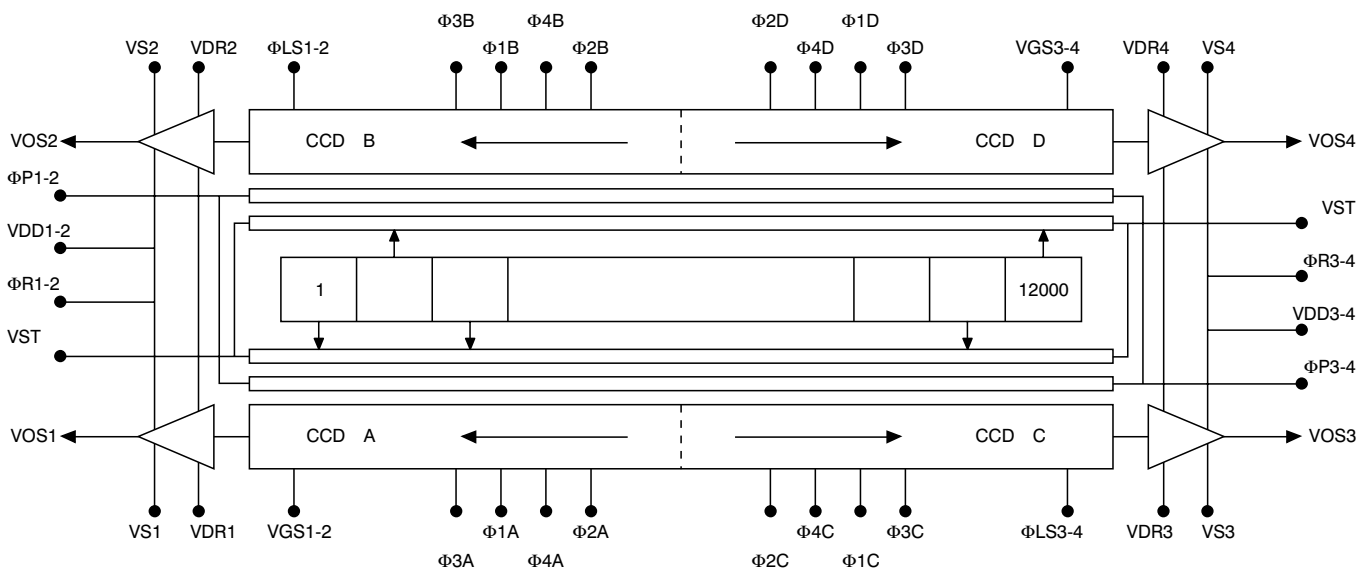 Φ3B Φ4B Φ2D Φ1D
VS2 VDR2 ΦLS1-2 Φ1B Φ2B Φ4D Φ3D VGS3-4 VDR4 VS4
VOS2 CCD B CCD D VOS4
ΦP1-2
VST
VDD1-2
ΦR3-4
ΦR1-2 1 12000
VDD3-4
VST
ΦP3-4
VOS1 CCD A CCD C VOS3
VS1 VDR1 VGS1-2 Φ1A Φ2A Φ4C Φ3C ΦLS3-4 VDR3 VS3
Φ3A Φ4A Φ2C Φ1C